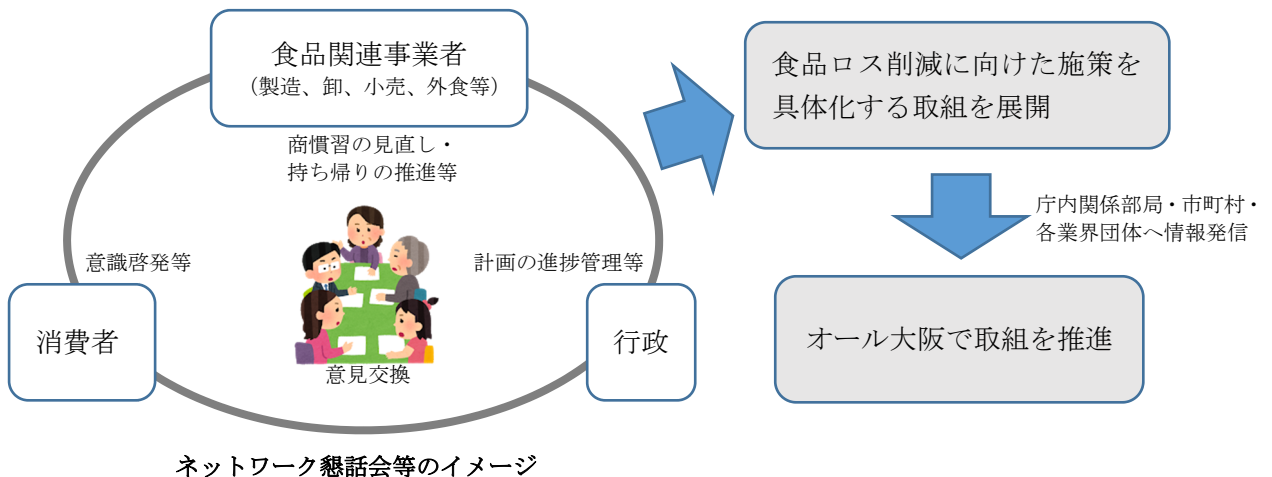 食品関連事業者
（製造、卸、小売、外食等）
商慣習の見直し・
持ち帰りの推進等
意識啓発等
計画の進捗管理等
消費者
行政
意見交換
ネットワーク懇話会等のイメージ
食品ロス削減に向けた施策を
具体化する取組を展開
庁内関係部局・市町村・
各業界団体へ情報発信
オール大阪で取組を推進